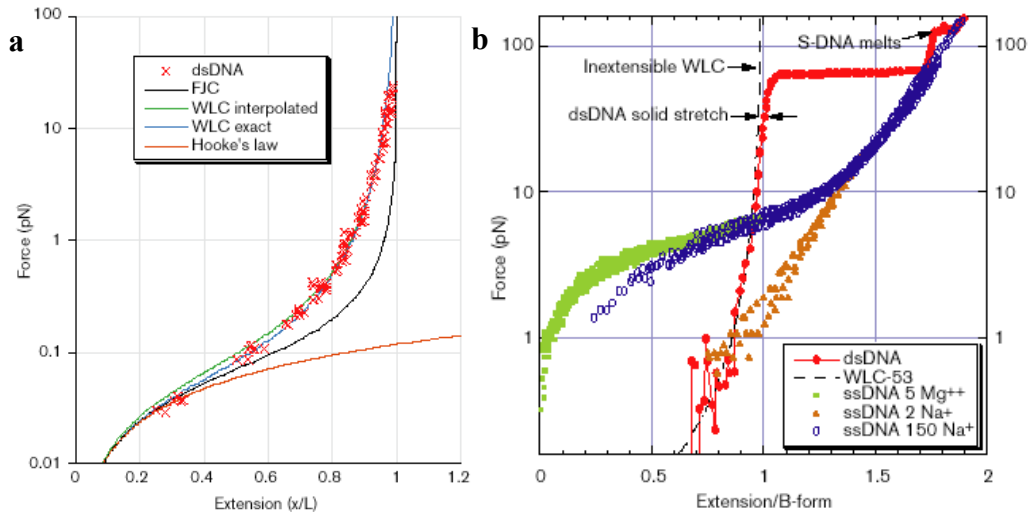 a
100
10
1
0.1
0.01
Force (pN)
dsDNA
FJC
WLC interpolated
WLC exact
Hooke's law
0
0.2
0.4
0.6
0.8
1
1.2
Extension (x/L)
b
100
10
1
Force (pN)
S-DNA melts
Inextensible WLC
dsDNA solid stretch
100
10
1
dsDNA
WLC-53
ssDNA 5 Mg++
ssDNA 2 Na+
ssDNA 150 Na+
0
0.5
1
1.5
2
Extension/B-form